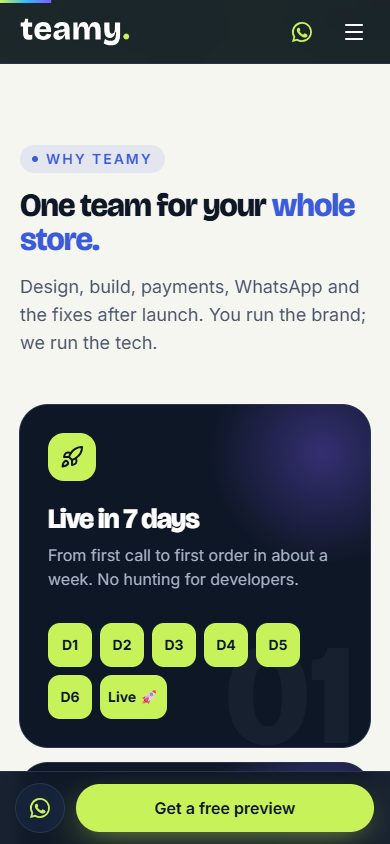 teamy.
WHY TEAMY
One team for your whole
store.
Design, build, payments, WhatsApp and
the fixes after launch. You run the brand;
we run the tech.
Live in 7 days
From first call to first order in about a
week. No hunting for developers.
D1 D2 D3 D4 D5
D6 Live 🚀
01
Get a free preview